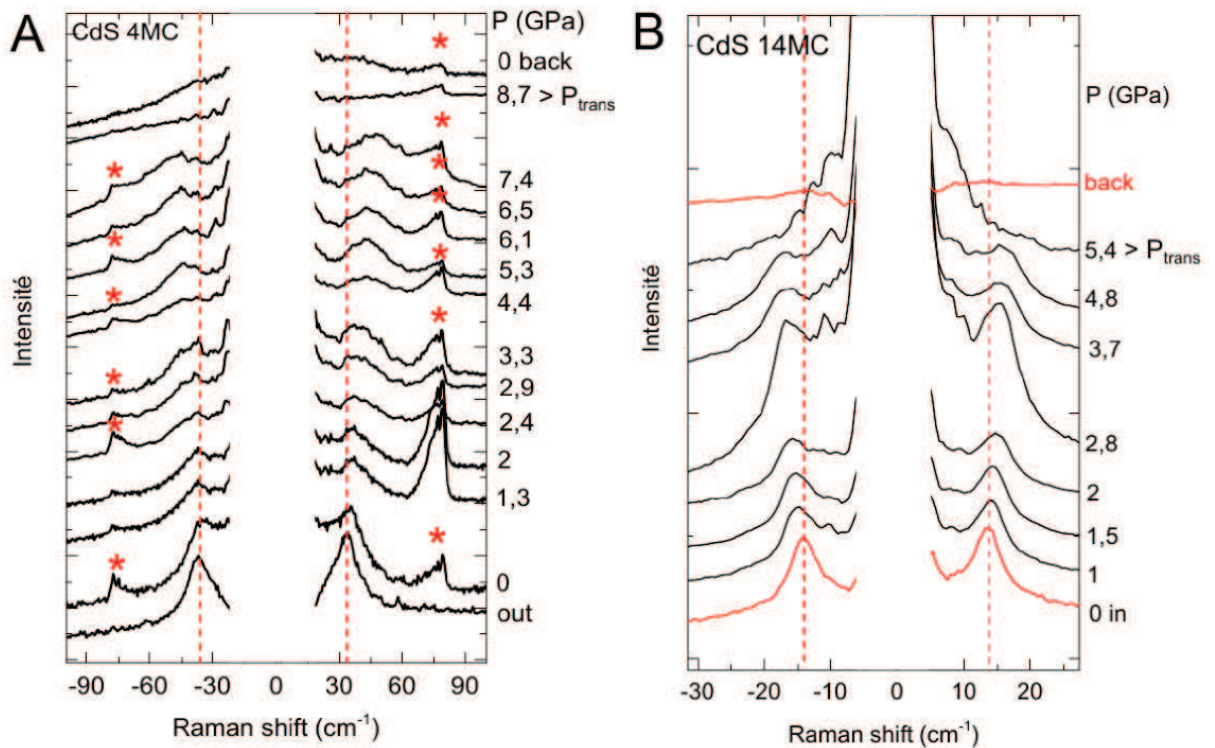 A
CdS 4MC
P (GPa)
0 back
8,7 > Ptrans
7,4
6,5
6,1
5,3
4,4
3,3
2,9
2,4
2
1,3
0
out
Intensité
-90 -60 -30 0 30 60 90
Raman shift (cm-1)
B
CdS 14MC
P (GPa)
back
5,4 > Ptrans
4,8
3,7
2,8
2
1,5
1
0 in
Intensité
-30 -20 -10 0 10 20
Raman shift (cm-1)